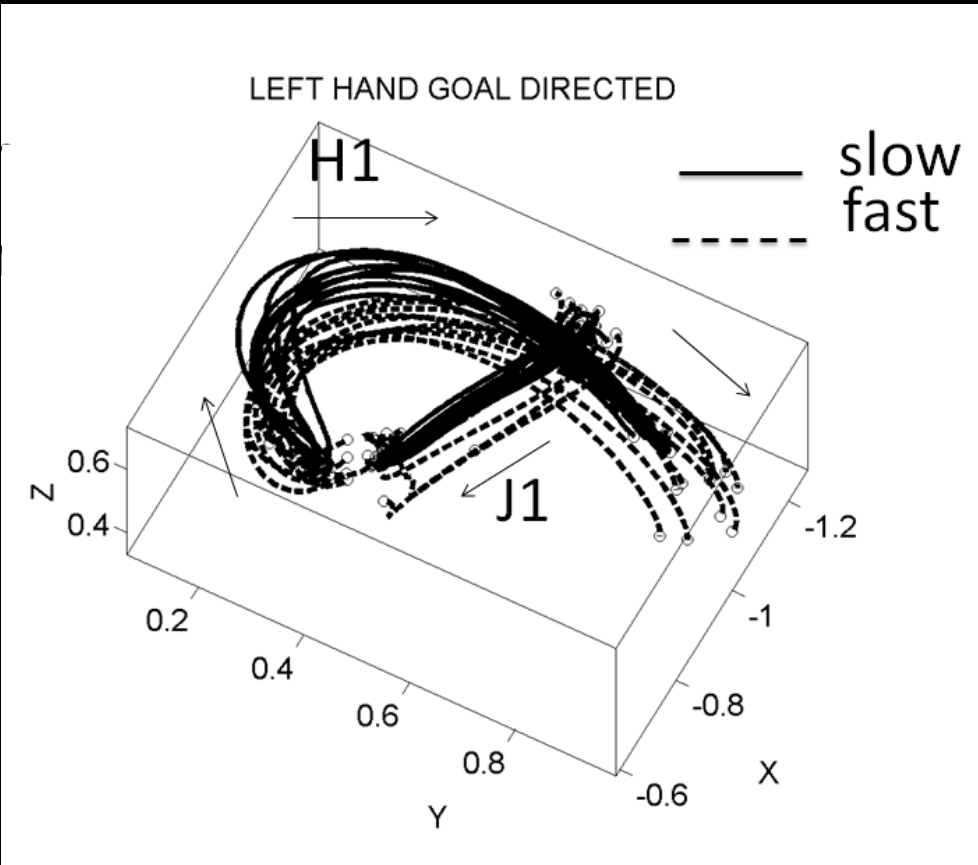 LEFT HAND GOAL DIRECTED
H1
slow
fast
J1
Z
0.6
0.4
0.2
0.4
0.6
0.8
Y
-1.2
-1
-0.8
-0.6
X